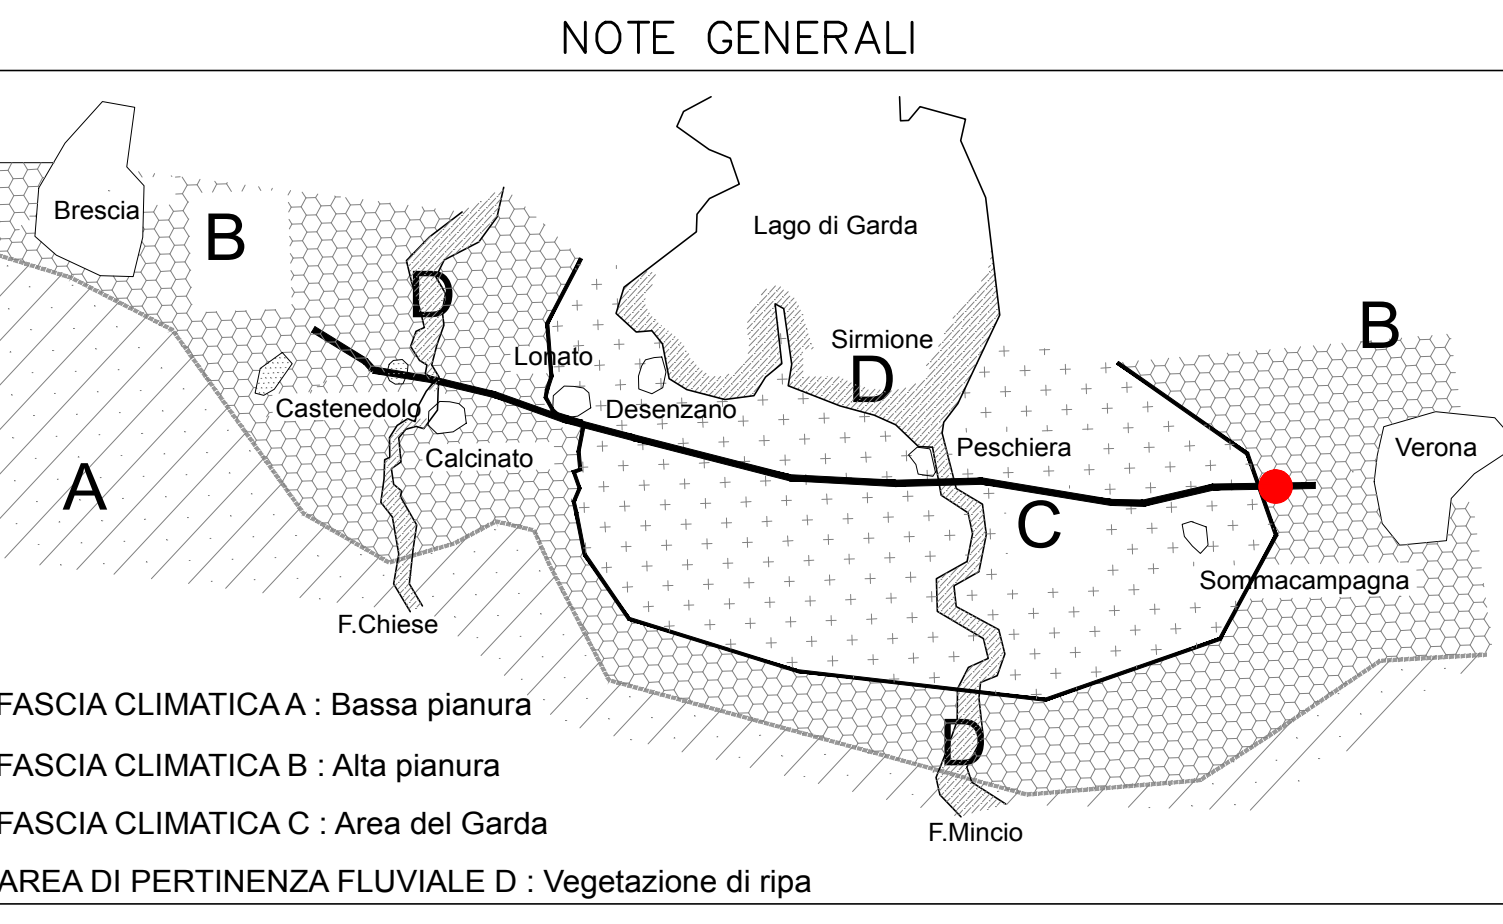 NOTE GENERALI
Brescia
B
Lago di Garda
D
B
Sirmione
Lonato
D
Castenedolo
Desenzano
Peschiera
Verona
Calcinato
A
C
Sommacampagna
F.Chiese
FASCIA CLIMATICA A : Bassa pianura
D
FASCIA CLIMATICA B : Alta pianura
FASCIA CLIMATICA C : Area del Garda
F.Mincio
AREA DI PERTINENZA FLUVIALE D : Vegetazione di ripa